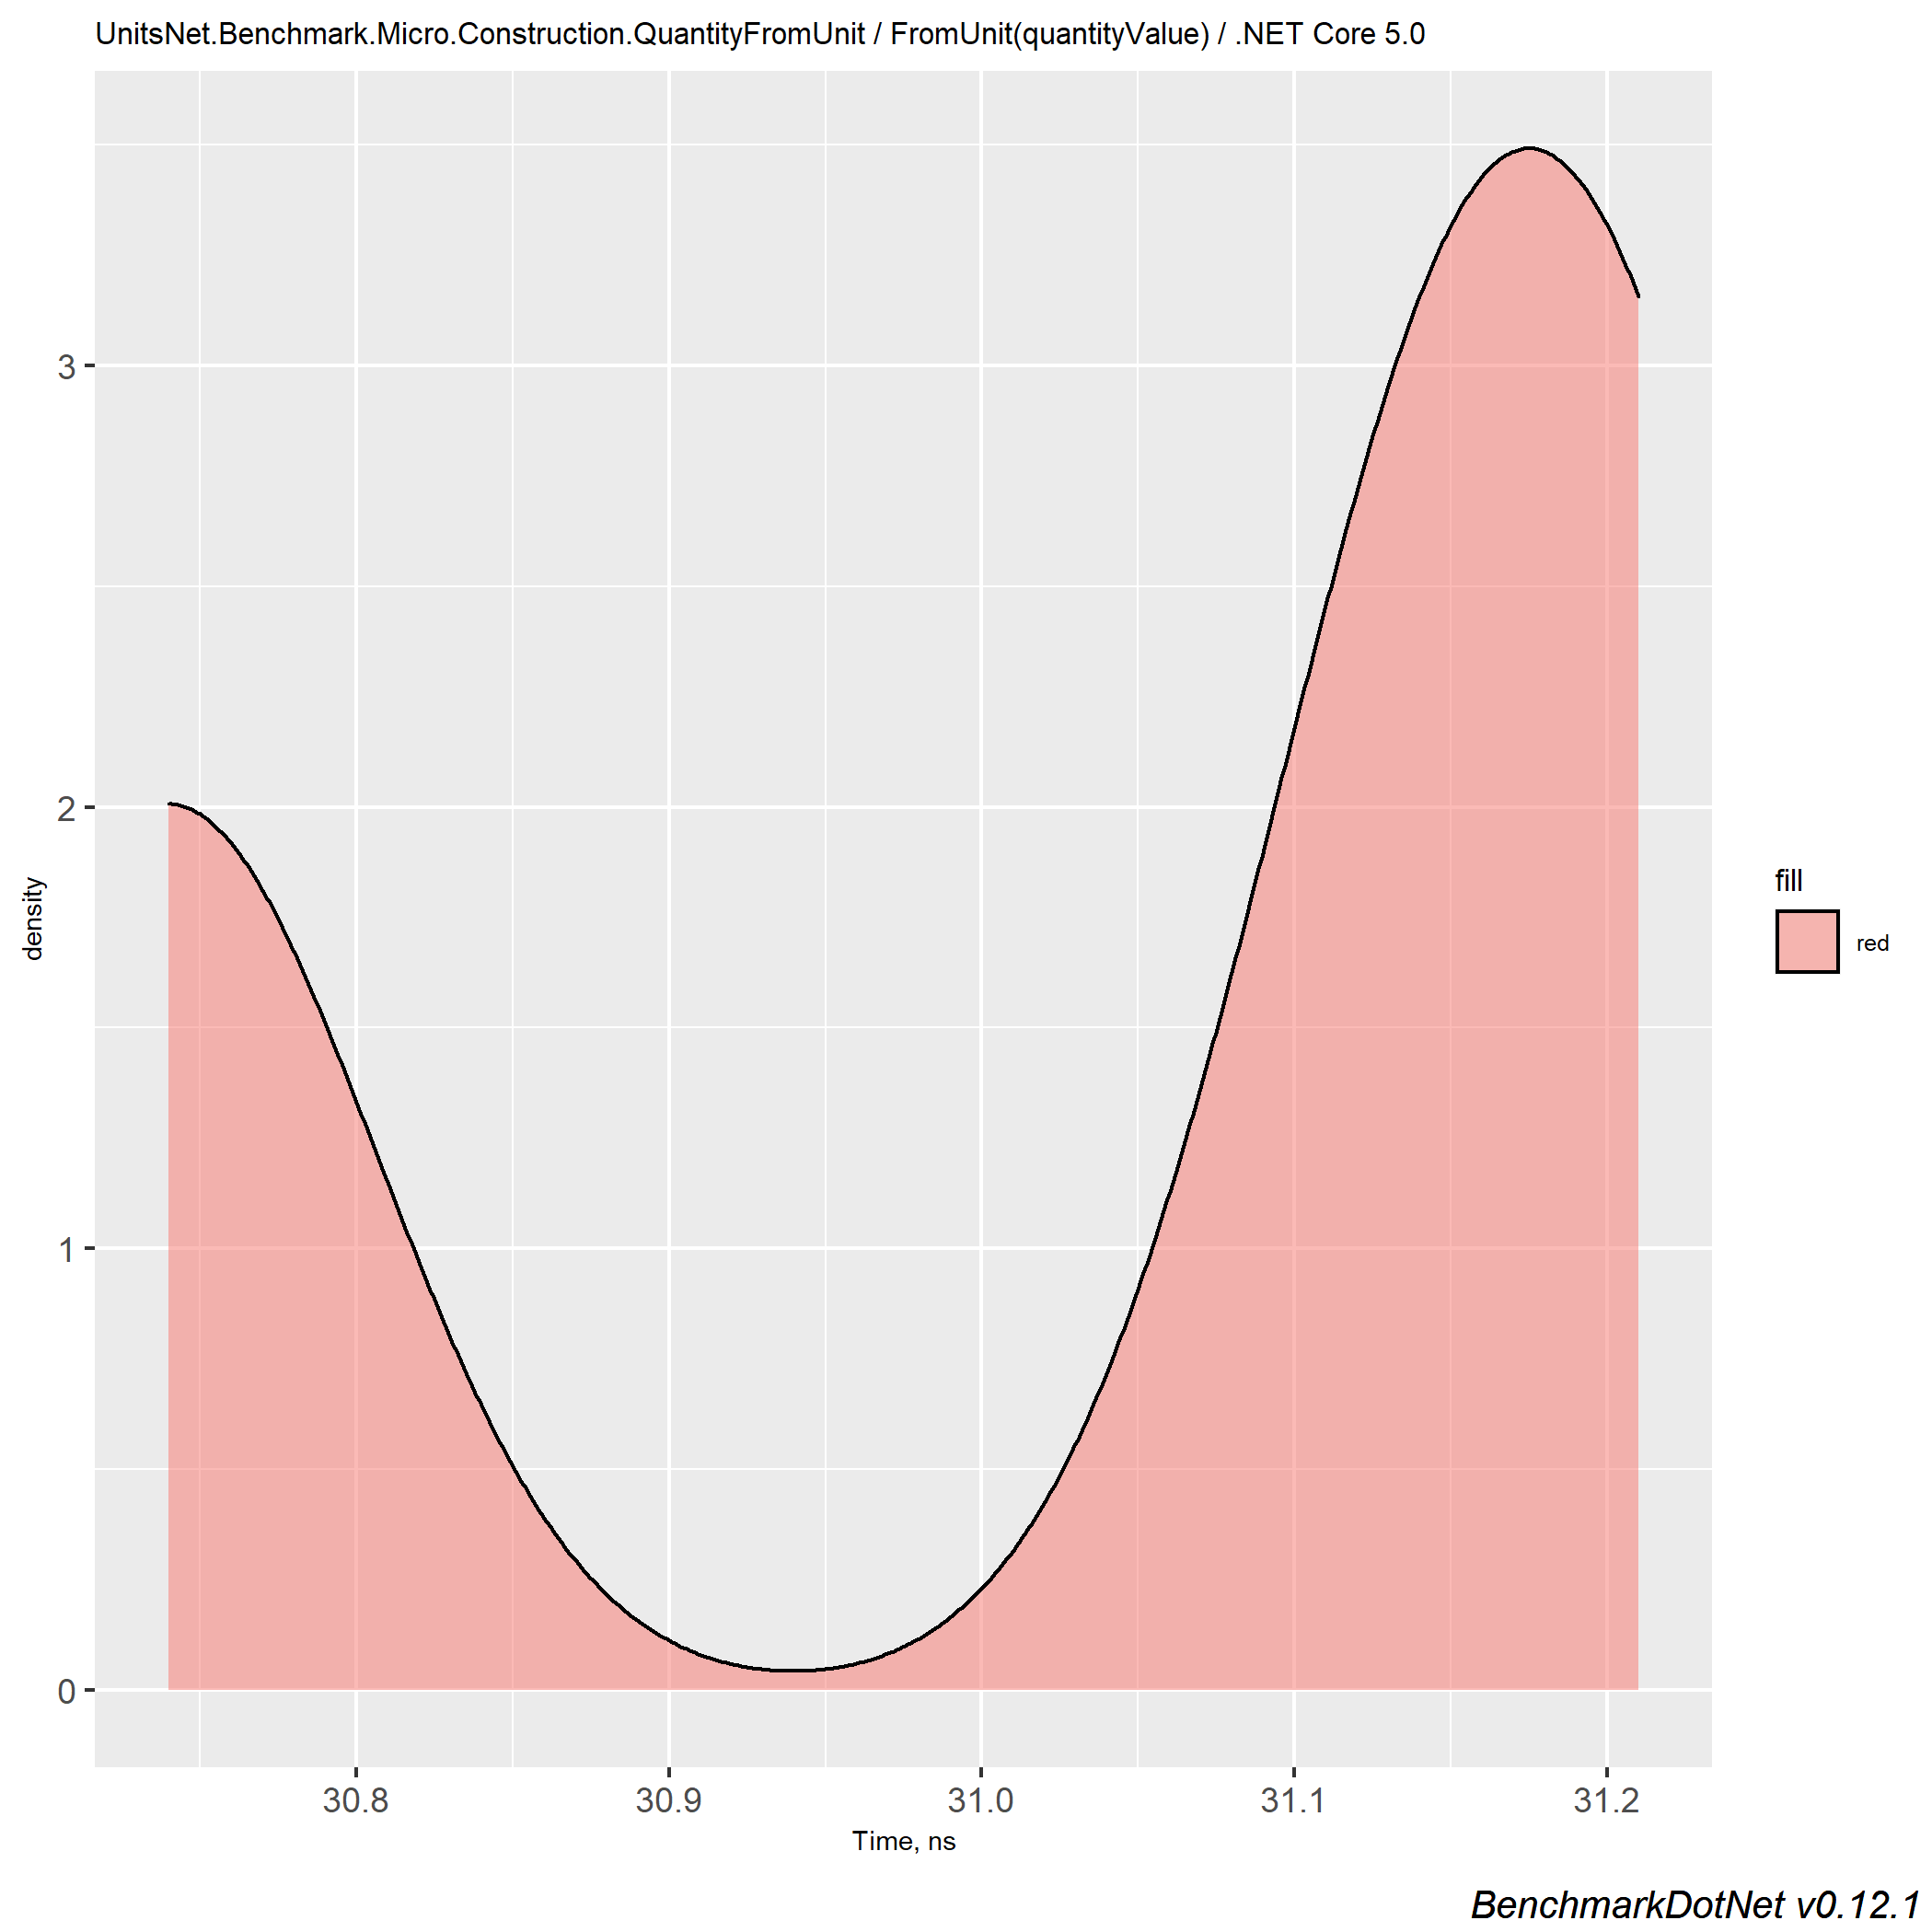 UnitsNet.Benchmark.Micro.Construction.QuantityFromUnit / FromUnit(quantityValue) / .NET Core 5.0
3
2
1
0
density
30.8 30.9 31.0 31.1 31.2
Time, ns
fill
red
BenchmarkDotNet v0.12.1